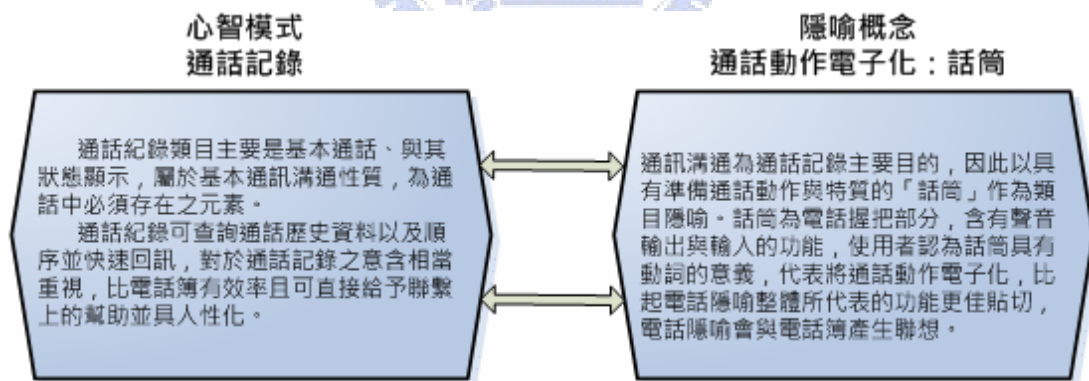 心智模式
通話記錄
通話紀錄類目主要是基本通話、與其
狀態顯示，屬於基本通訊溝通性質，為通
話中必須存在之元素。
通話紀錄可查詢通話歷史資料以及順
序並快速回訊，對於通話記錄之意含相當
重視，比電話簿有效率且可直接給予聯繫
上的幫助並具人性化。
隱喻概念
通話動作電子化：話筒
通訊溝通為通話記錄主要目的，因此以具
有準備通話動作與特質的「話筒」作為類
目隱喻。話筒為電話握把部分，含有聲音
輸出與輸入的功能，使用者認為話筒具有
動詞的意義，代表將通話動作電子化，比
起電話隱喻整體所代表的功能更佳貼切，
電話隱喻會與電話簿產生聯想。